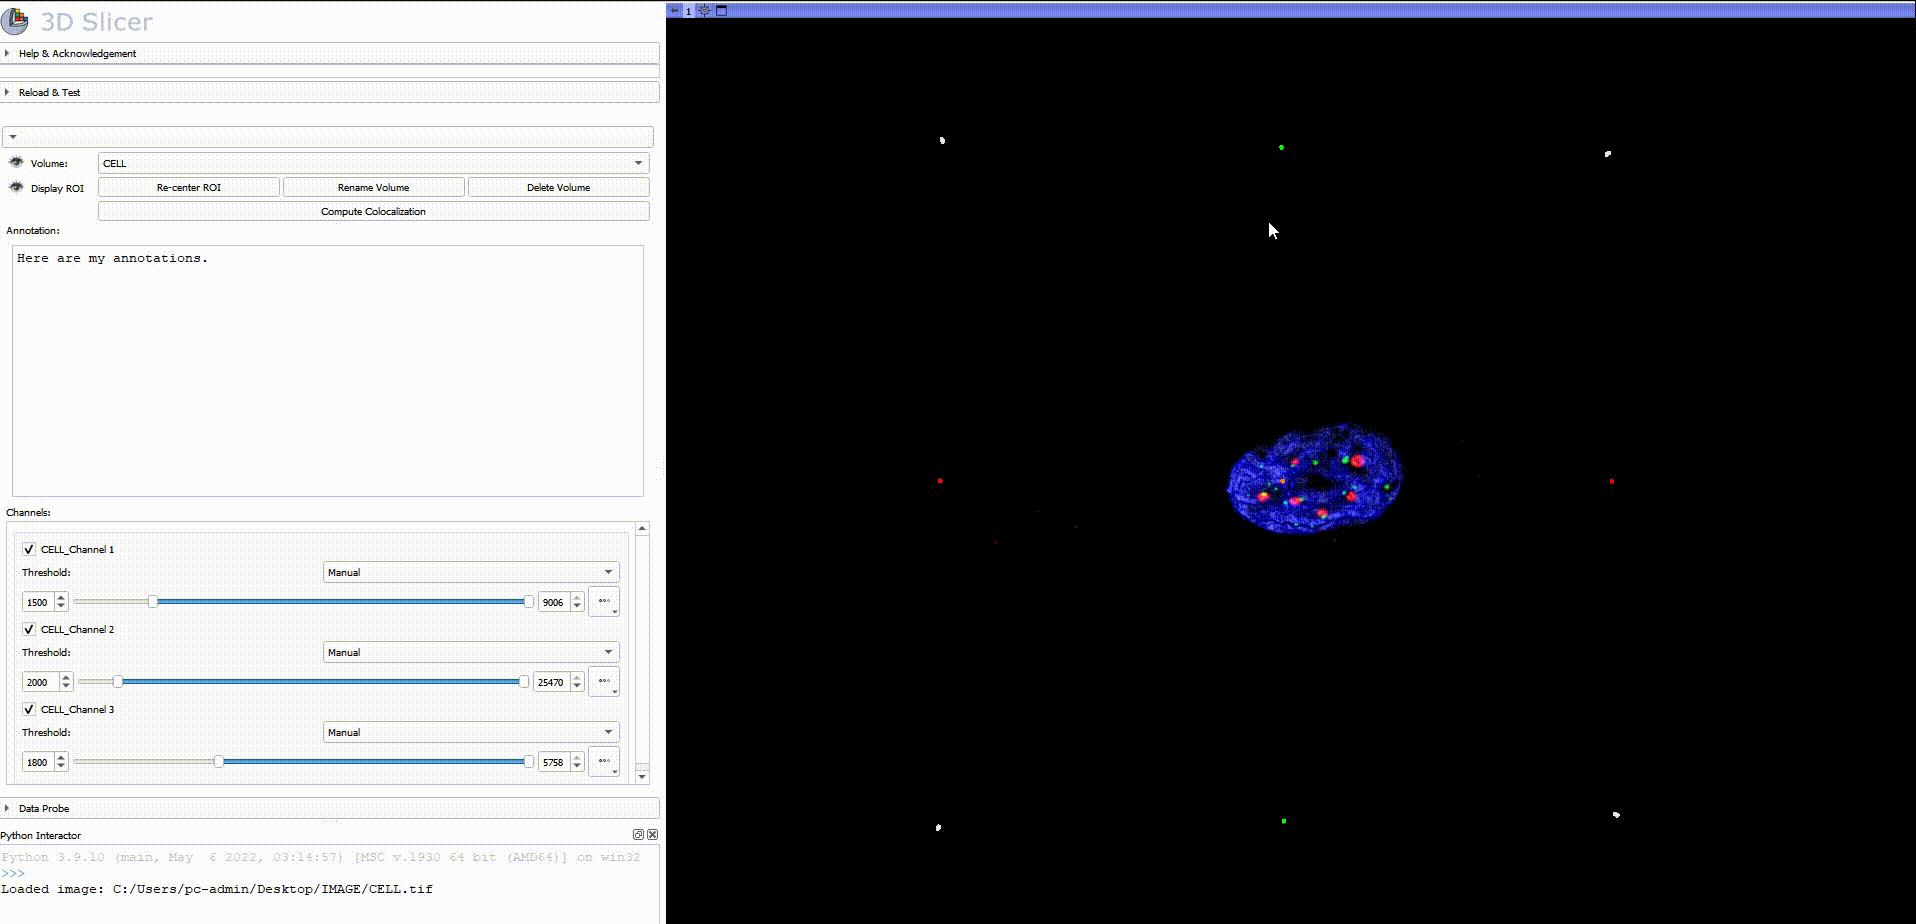 3D Slicer
1
Help & Acknowledgement
Reload & Test
Volume: CELL
Display ROI Re-center ROI Rename Volume Delete Volume
Compute Colocalization
Annotation:
Here are my annotations.
Channels:
CELL_Channel 1
Threshold: Manual
1500 9006
CELL_Channel 2
Threshold: Manual
2000 25470
CELL_Channel 3
Threshold: Manual
1800 5758
Data Probe
Python Interactor
Python 3.9.10 (main, May  6 2022, 03:14:57) [MSC v.1930 64 bit (AMD64)] on win32
>>>
Loaded image: C:/Users/pc-admin/Desktop/IMAGE/CELL.tif